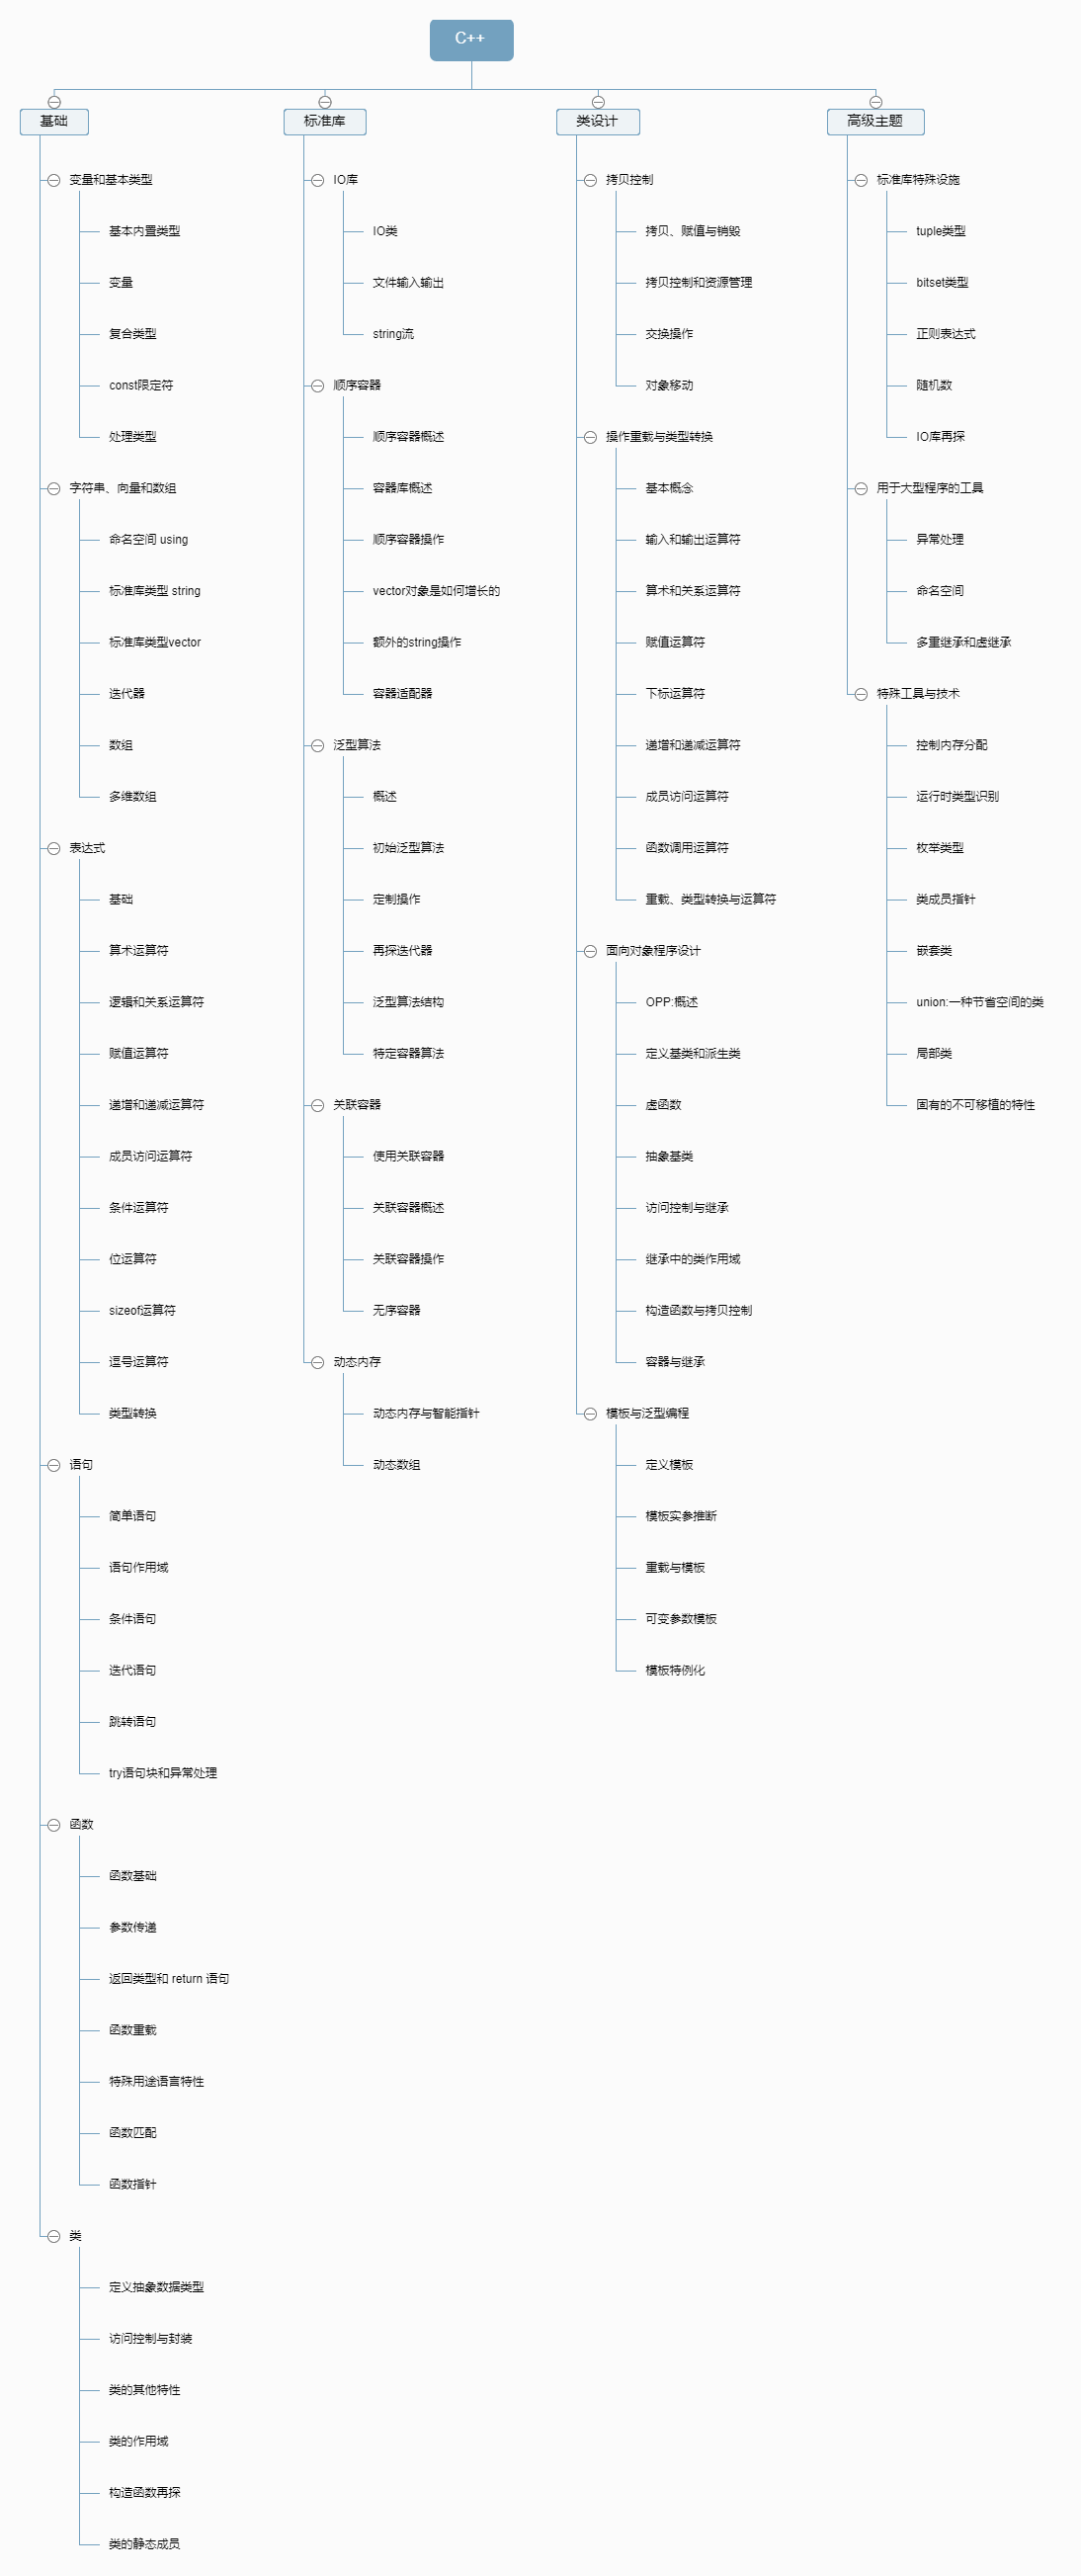 C++
基础
变量和基本类型
基本内置类型
变量
复合类型
const限定符
处理类型
字符串、向量和数组
命名空间 using
标准库类型 string
标准库类型vector
迭代器
数组
多维数组
表达式
基础
算术运算符
逻辑和关系运算符
赋值运算符
递增和递减运算符
成员访问运算符
条件运算符
位运算符
sizeof运算符
逗号运算符
类型转换
语句
简单语句
语句作用域
条件语句
迭代语句
跳转语句
try语句块和异常处理
函数
函数基础
参数传递
返回类型和 return 语句
函数重载
特殊用途语言特性
函数匹配
函数指针
类
定义抽象数据类型
访问控制与封装
类的其他特性
类的作用域
构造函数再探
类的静态成员
标准库
IO库
IO类
文件输入输出
string流
顺序容器
顺序容器概述
容器库概述
顺序容器操作
vector对象是如何增长的
额外的string操作
容器适配器
泛型算法
概述
初始泛型算法
定制操作
再探迭代器
泛型算法结构
特定容器算法
关联容器
使用关联容器
关联容器概述
关联容器操作
无序容器
动态内存
动态内存与智能指针
动态数组
类设计
拷贝控制
拷贝、赋值与销毁
拷贝控制和资源管理
交换操作
对象移动
操作重载与类型转换
基本概念
输入和输出运算符
算术和关系运算符
赋值运算符
下标运算符
递增和递减运算符
成员访问运算符
函数调用运算符
重载、类型转换与运算符
面向对象程序设计
OPP:概述
定义基类和派生类
虚函数
抽象基类
访问控制与继承
继承中的类作用域
构造函数与拷贝控制
容器与继承
模板与泛型编程
定义模板
模板实参推断
重载与模板
可变参数模板
模板特例化
高级主题
标准库特殊设施
tuple类型
bitset类型
正则表达式
随机数
IO库再探
用于大型程序的工具
异常处理
命名空间
多重继承和虚继承
特殊工具与技术
控制内存分配
运行时类型识别
枚举类型
类成员指针
嵌套类
union:一种节省空间的类
局部类
固有的不可移植的特性